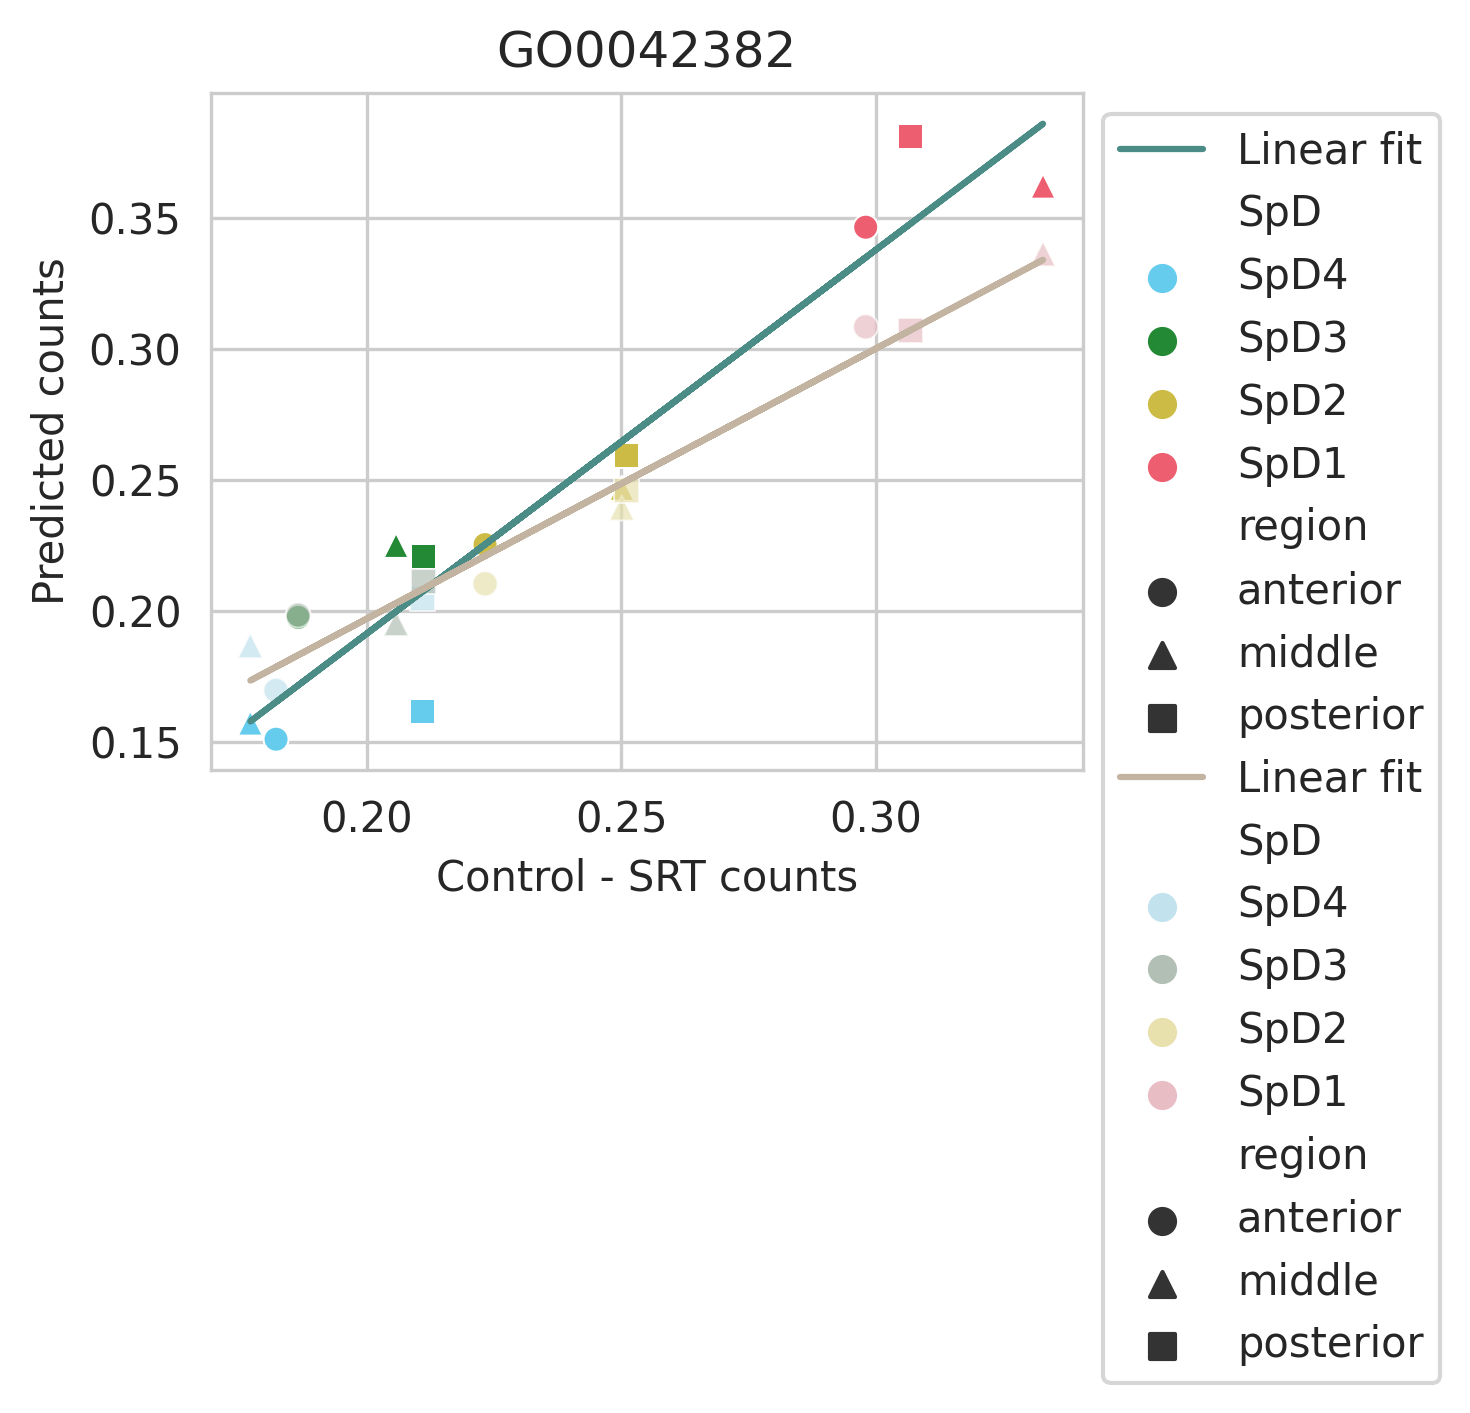 GO0042382
Predicted counts
0.35
0.30
0.25
0.20
0.15
0.20 0.25 0.30
Control - SRT counts
Linear fit
SpD
SpD4
SpD3
SpD2
SpD1
region
anterior
middle
posterior
Linear fit
SpD
SpD4
SpD3
SpD2
SpD1
region
anterior
middle
posterior